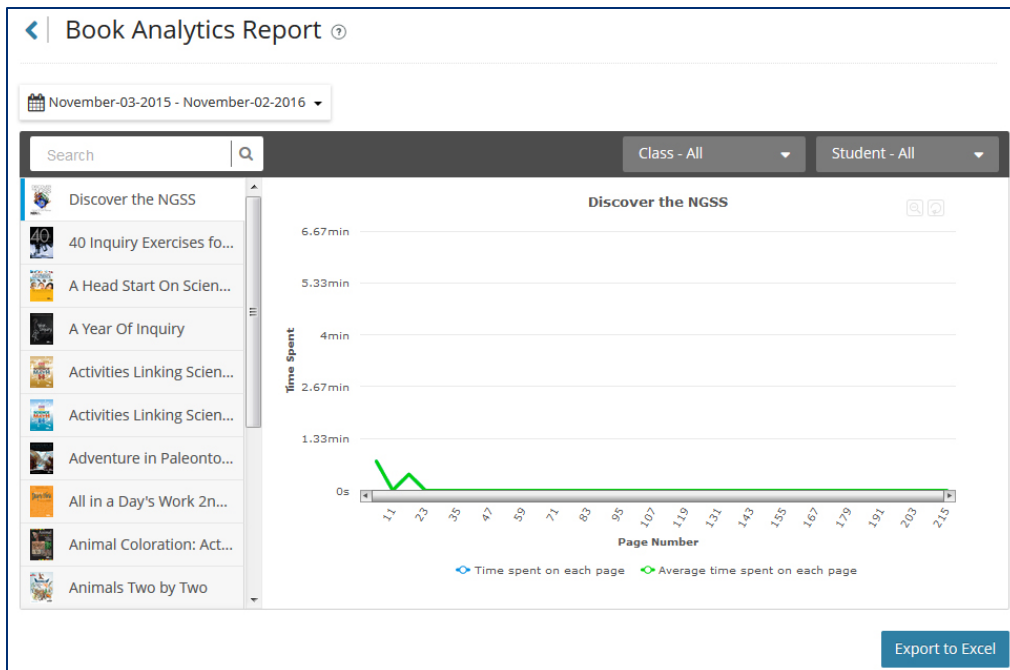 Book Analytics Report ?
November-03-2015 - November-02-2016
Search
Class - All
Student - All
Discover the NGSS
40 Inquiry Exercises fo...
A Head Start On Scien...
A Year Of Inquiry
Activities Linking Scien...
Activities Linking Scien...
Adventure in Paleonto...
All in a Day's Work 2n...
Animal Coloration: Act...
Animals Two by Two
Discover the NGSS
6.67min
5.33min
4min
2.67min
1.33min
0s
Time Spent
11 23 35 47 59 71 83 95 107 119 131 143 155 167 179 191 203 215
Page Number
Time spent on each page
Average time spent on each page
Export to Excel